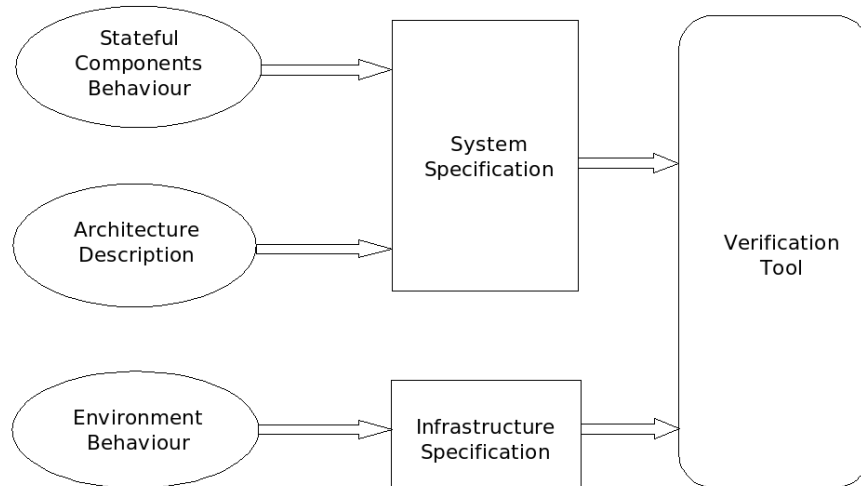 Stateful
Components
Behaviour
System
Specification
Architecture
Description
Verification
Tool
Environment
Behaviour
Infrastructure
Specification